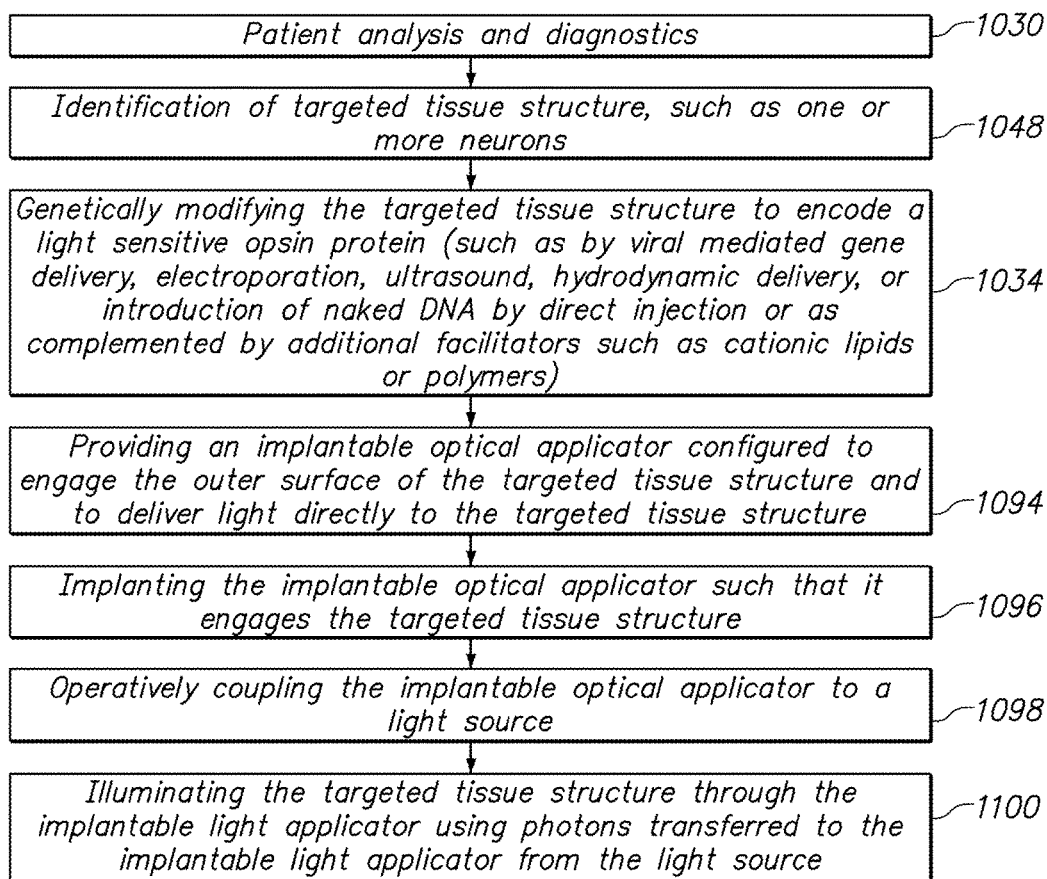 Patient analysis and diagnostics
1030
Identification of targeted tissue structure, such as one or
more neurons
1048
Genetically modifying the targeted tissue structure to encode a
light sensitive opsin protein (such as by viral mediated gene
delivery, electroporation, ultrasound, hydrodynamic delivery, or
introduction of naked DNA by direct injection or as
complemented by additional facilitators such as cationic lipids
or polymers)
1034
Providing an implantable optical applicator configured to
engage the outer surface of the targeted tissue structure and
to deliver light directly to the targeted tissue structure
1094
Implanting the implantable optical applicator such that it
engages the targeted tissue structure
1096
Operatively coupling the implantable optical applicator to a
light source
1098
Illuminating the targeted tissue structure through the
implantable light applicator using photons transferred to the
implantable light applicator from the light source
1100